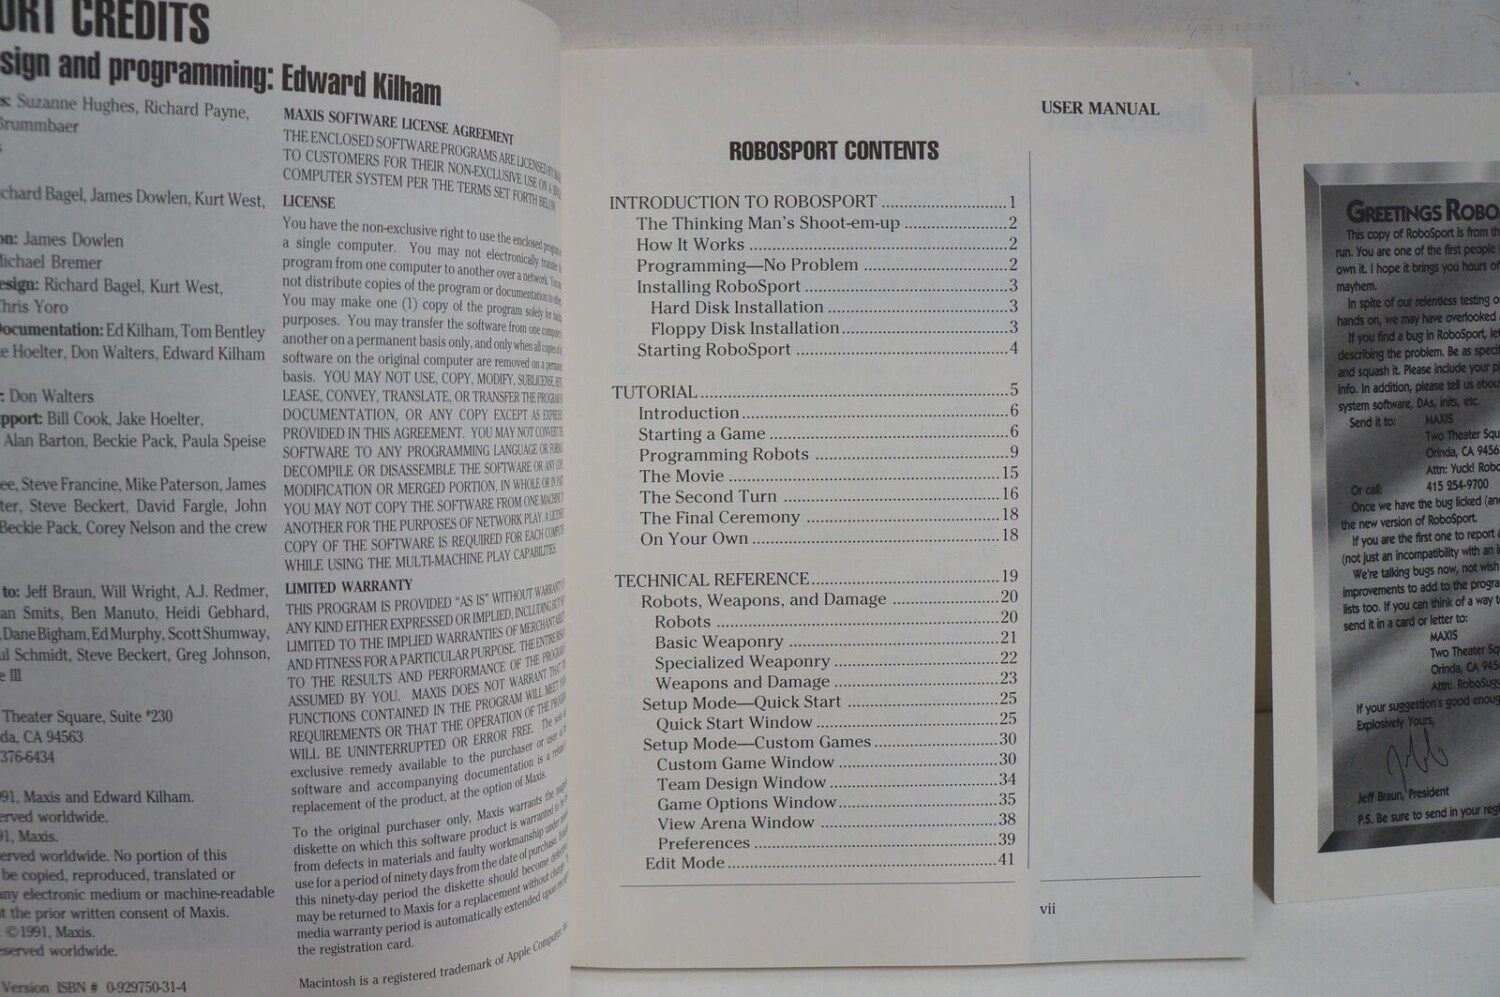 CREDITS
sign and programming: Edward Kilham
Suzanne Hughes, Richard Payne,
Brummbaer
chard Bagel, James Dowlen, Kurt West,
on: James Dowlen
Michael Bremer
esign: Richard Bagel, Kurt West,
Chris Yoro
ocumentation: Ed Kilham, Tom Bentley
e Hoelter, Don Walters, Edward Kilham
: Don Walters
pport: Bill Cook, Jake Hoelter,
Alan Barton, Beckie Pack, Paula Speise
ee, Steve Francine, Mike Paterson, James
ter, Steve Beckert, David Fargle, John
Beckie Pack, Corey Nelson and the crew
to: Jeff Braun, Will Wright, A.J. Redmer,
an Smits, Ben Manuto, Heidi Gebhard,
Dane Bigham, Ed Murphy, Scott Shumway,
ul Schmidt, Steve Beckert, Greg Johnson,
e III
Theater Square, Suite #230
da, CA 94563
376-6434
91, Maxis and Edward Kilham.
erved worldwide.
91, Maxis.
erved worldwide. No portion of this
be copied, reproduced, translated or
any electronic medium or machine-readable
t the prior written consent of Maxis.
©1991, Maxis.
eserved worldwide.
Version ISBN # 0-929750-31-4
MAXIS SOFTWARE LICENSE AGREEMENT
THE ENCLOSED SOFTWARE PROGRAMS ARE LICENSED BY
TO CUSTOMERS FOR THEIR NON-EXCLUSIVE USE ON A
COMPUTER SYSTEM PER THE TERMS SET FORTH BELOW.
LICENSE
You have the non-exclusive right to use the enclosed
a single computer. You may not electronically
program from one computer to another over a network.
not distribute copies of the program or documentation
You may make one (1) copy of the program solely for
purposes. You may transfer the software from one
another on a permanent basis only, and only when all
software on the original computer are removed on a
basis. YOU MAY NOT USE, COPY, MODIFY, SUBLICENSE,
LEASE, CONVEY, TRANSLATE, OR TRANSFER THE
DOCUMENTATION, OR ANY COPY EXCEPT AS
PROVIDED IN THIS AGREEMENT. YOU MAY NOT CONVERT
SOFTWARE TO ANY PROGRAMMING LANGUAGE OR
DECOMPILE OR DISASSEMBLE THE SOFTWARE OR ANY
MODIFICATION OR MERGED PORTION, IN WHOLE OR IN
YOU MAY NOT COPY THE SOFTWARE FROM ONE MACHINE
ANOTHER FOR THE PURPOSES OF NETWORK PLAY. A
COPY OF THE SOFTWARE IS REQUIRED FOR EACH
WHILE USING THE MULTI-MACHINE PLAY CAPABILITIES.
LIMITED WARRANTY
THIS PROGRAM IS PROVIDED "AS IS" WITHOUT
ANY KIND EITHER EXPRESSED OR IMPLIED, INCLUDING BUT
LIMITED TO THE IMPLIED WARRANTIES OF
AND FITNESS FOR A PARTICULAR PURPOSE. THE ENTIRE
TO THE RESULTS AND PERFORMANCE OF THE
ASSUMED BY YOU. MAXIS DOES NOT WARRANT THAT
FUNCTIONS CONTAINED IN THE PROGRAM WILL MEET
REQUIREMENTS OR THAT THE OPERATION OF THE
WILL BE UNINTERRUPTED OR ERROR FREE. The
exclusive remedy available to the purchaser or user
software and accompanying documentation is a
replacement of the product, at the option of Maxis.
To the original purchaser only, Maxis warrants the
diskette on which this software product is
from defects in materials and faulty workmanship under
use for a period of ninety days from the date of purchase.
this ninety-day period the diskette should become
may be returned to Maxis for a replacement without
media warranty period is automatically extended upon
the registration card.
Macintosh is a registered trademark of Apple Computer,
USER MANUAL
ROBOSPORT CONTENTS
INTRODUCTION TO ROBOSPORT ............ 1
The Thinking Man's Shoot-em-up ............ 2
How It Works ............ 2
Programming—No Problem ............ 2
Installing RoboSport ............ 3
Hard Disk Installation ............ 3
Floppy Disk Installation ............ 3
Starting RoboSport ............ 4
TUTORIAL ............ 5
Introduction ............ 6
Starting a Game ............ 6
Programming Robots ............ 9
The Movie ............ 15
The Second Turn ............ 16
The Final Ceremony ............ 18
On Your Own ............ 18
TECHNICAL REFERENCE ............ 19
Robots, Weapons, and Damage ............ 20
Robots ............ 20
Basic Weaponry ............ 21
Specialized Weaponry ............ 22
Weapons and Damage ............ 23
Setup Mode—Quick Start ............ 25
Quick Start Window ............ 25
Setup Mode—Custom Games ............ 30
Custom Game Window ............ 30
Team Design Window ............ 34
Game Options Window ............ 35
View Arena Window ............ 38
Preferences ............ 39
Edit Mode ............ 41
vii
GREETINGS ROBO
This copy of RoboSport is from
run. You are one of the first people
own it. I hope it brings you hours of
mayhem.
In spite of our relentless testing
hands on, we may have overlooked
If you find a bug in RoboSport,
describing the problem. Be as
and squash it. Please include your
info. In addition, please tell us about
system software, DAs, inits, etc.
Send it to: MAXIS
Two Theater
Orinda, CA
Attn: Yuck!
Or call: 415 254-9700
Once we have the bug licked
the new version of RoboSport.
If you are the first one to report
(not just an incompatibility with an
We're talking bugs now, not wish
improvements to add to the
lists too. If you can think of a way
send it in a card or letter to:
MAXIS
Two Theater
Orinda, CA
Attn:
If your suggestion's good
Explosively Yours,
Jeff Braun, President
P.S. Be sure to send in your